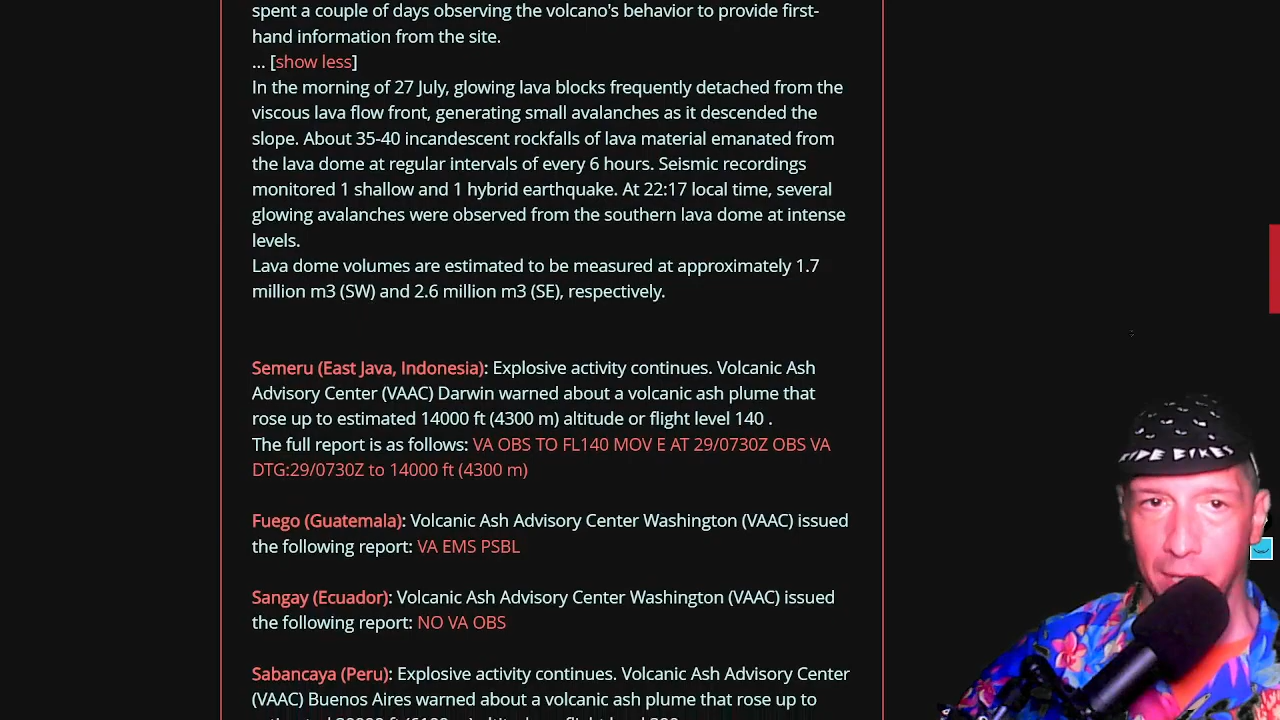 spent a couple of days observing the volcano's behavior to provide first-
hand information from the site.
... [show less]
In the morning of 27 July, glowing lava blocks frequently detached from the
viscous lava flow front, generating small avalanches as it descended the
slope. About 35-40 incandescent rockfalls of lava material emanated from
the lava dome at regular intervals of every 6 hours. Seismic recordings
monitored 1 shallow and 1 hybrid earthquake. At 22:17 local time, several
glowing avalanches were observed from the southern lava dome at intense
levels.
Lava dome volumes are estimated to be measured at approximately 1.7
million m3 (SW) and 2.6 million m3 (SE), respectively.
Semeru (East Java, Indonesia): Explosive activity continues. Volcanic Ash
Advisory Center (VAAC) Darwin warned about a volcanic ash plume that
rose up to estimated 14000 ft (4300 m) altitude or flight level 140 .
The full report is as follows: VA OBS TO FL140 MOV E AT 29/0730Z OBS VA
DTG:29/0730Z to 14000 ft (4300 m)
Fuego (Guatemala): Volcanic Ash Advisory Center Washington (VAAC) issued
the following report: VA EMS PSBL
Sangay (Ecuador): Volcanic Ash Advisory Center Washington (VAAC) issued
the following report: NO VA OBS
Sabancaya (Peru): Explosive activity continues. Volcanic Ash Advisory Center
(VAAC) Buenos Aires warned about a volcanic ash plume that rose up to
RIDE BIKES